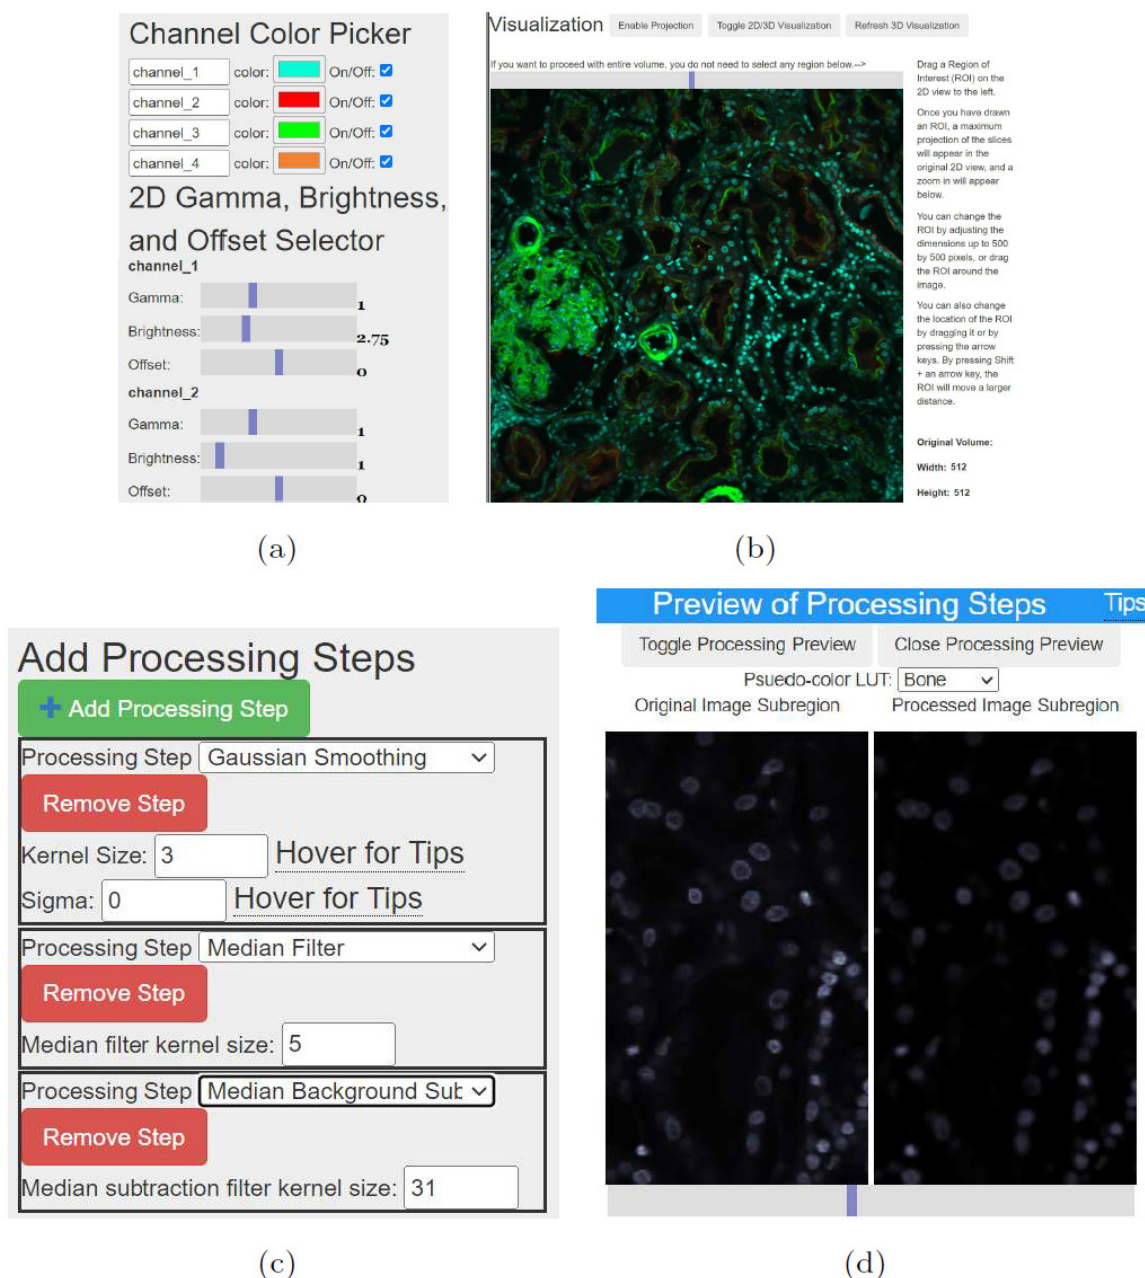 Channel Color Picker
channel_1 color: On/Off:
channel_2 color: On/Off:
channel_3 color: On/Off:
channel_4 color: On/Off:
2D Gamma, Brightness,
and Offset Selector
channel_1
Gamma: 1
Brightness: 2.75
Offset: 0
channel_2
Gamma: 1
Brightness: 1
Offset: 0
(a)
Visualization Enable Projection Toggle 2D/3D Visualization Refresh 3D Visualization
If you want to proceed with entire volume, you do not need to select any region below.-->
Drag a Region of
Interest (ROI) on the
2D view to the left.
Once you have drawn
an ROI, a maximum
projection of the slices
will appear in the
original 2D view, and a
zoom in will appear
below.
You can change the
ROI by adjusting the
dimensions up to 500
by 500 pixels, or drag
the ROI around the
image.
You can also change
the location of the ROI
by dragging it or by
pressing the arrow
keys. By pressing Shift
+ an arrow key, the
ROI will move a larger
distance.
Original Volume:
Width: 512
Height: 512
(b)
Add Processing Steps
Add Processing Step
Processing Step Gaussian Smoothing
Remove Step
Kernel Size: 3 Hover for Tips
Sigma: 0 Hover for Tips
Processing Step Median Filter
Remove Step
Median filter kernel size: 5
Processing Step Median Background Sub
Remove Step
Median subtraction filter kernel size: 31
(c)
Preview of Processing Steps Tips
Toggle Processing Preview Close Processing Preview
Psuedo-color LUT: Bone
Original Image Subregion Processed Image Subregion
(d)